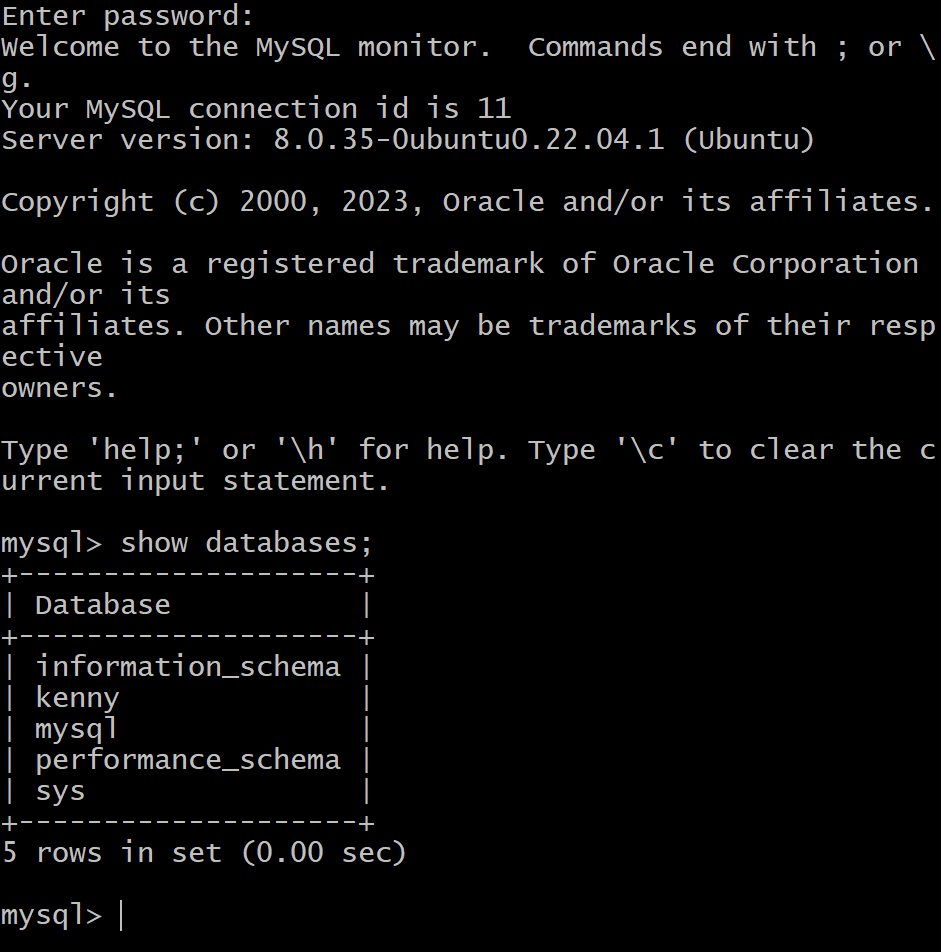 Enter password:
Welcome to the MySQL monitor.  Commands end with ; or \
g.
Your MySQL connection id is 11
Server version: 8.0.35-0ubuntu0.22.04.1 (Ubuntu)

Copyright (c) 2000, 2023, Oracle and/or its affiliates.

Oracle is a registered trademark of Oracle Corporation
and/or its
affiliates. Other names may be trademarks of their resp
ective
owners.

Type 'help;' or '\h' for help. Type '\c' to clear the c
urrent input statement.

mysql> show databases;
+--------------------+
| Database           |
+--------------------+
| information_schema |
| kenny              |
| mysql              |
| performance_schema |
| sys                |
+--------------------+
5 rows in set (0.00 sec)

mysql>